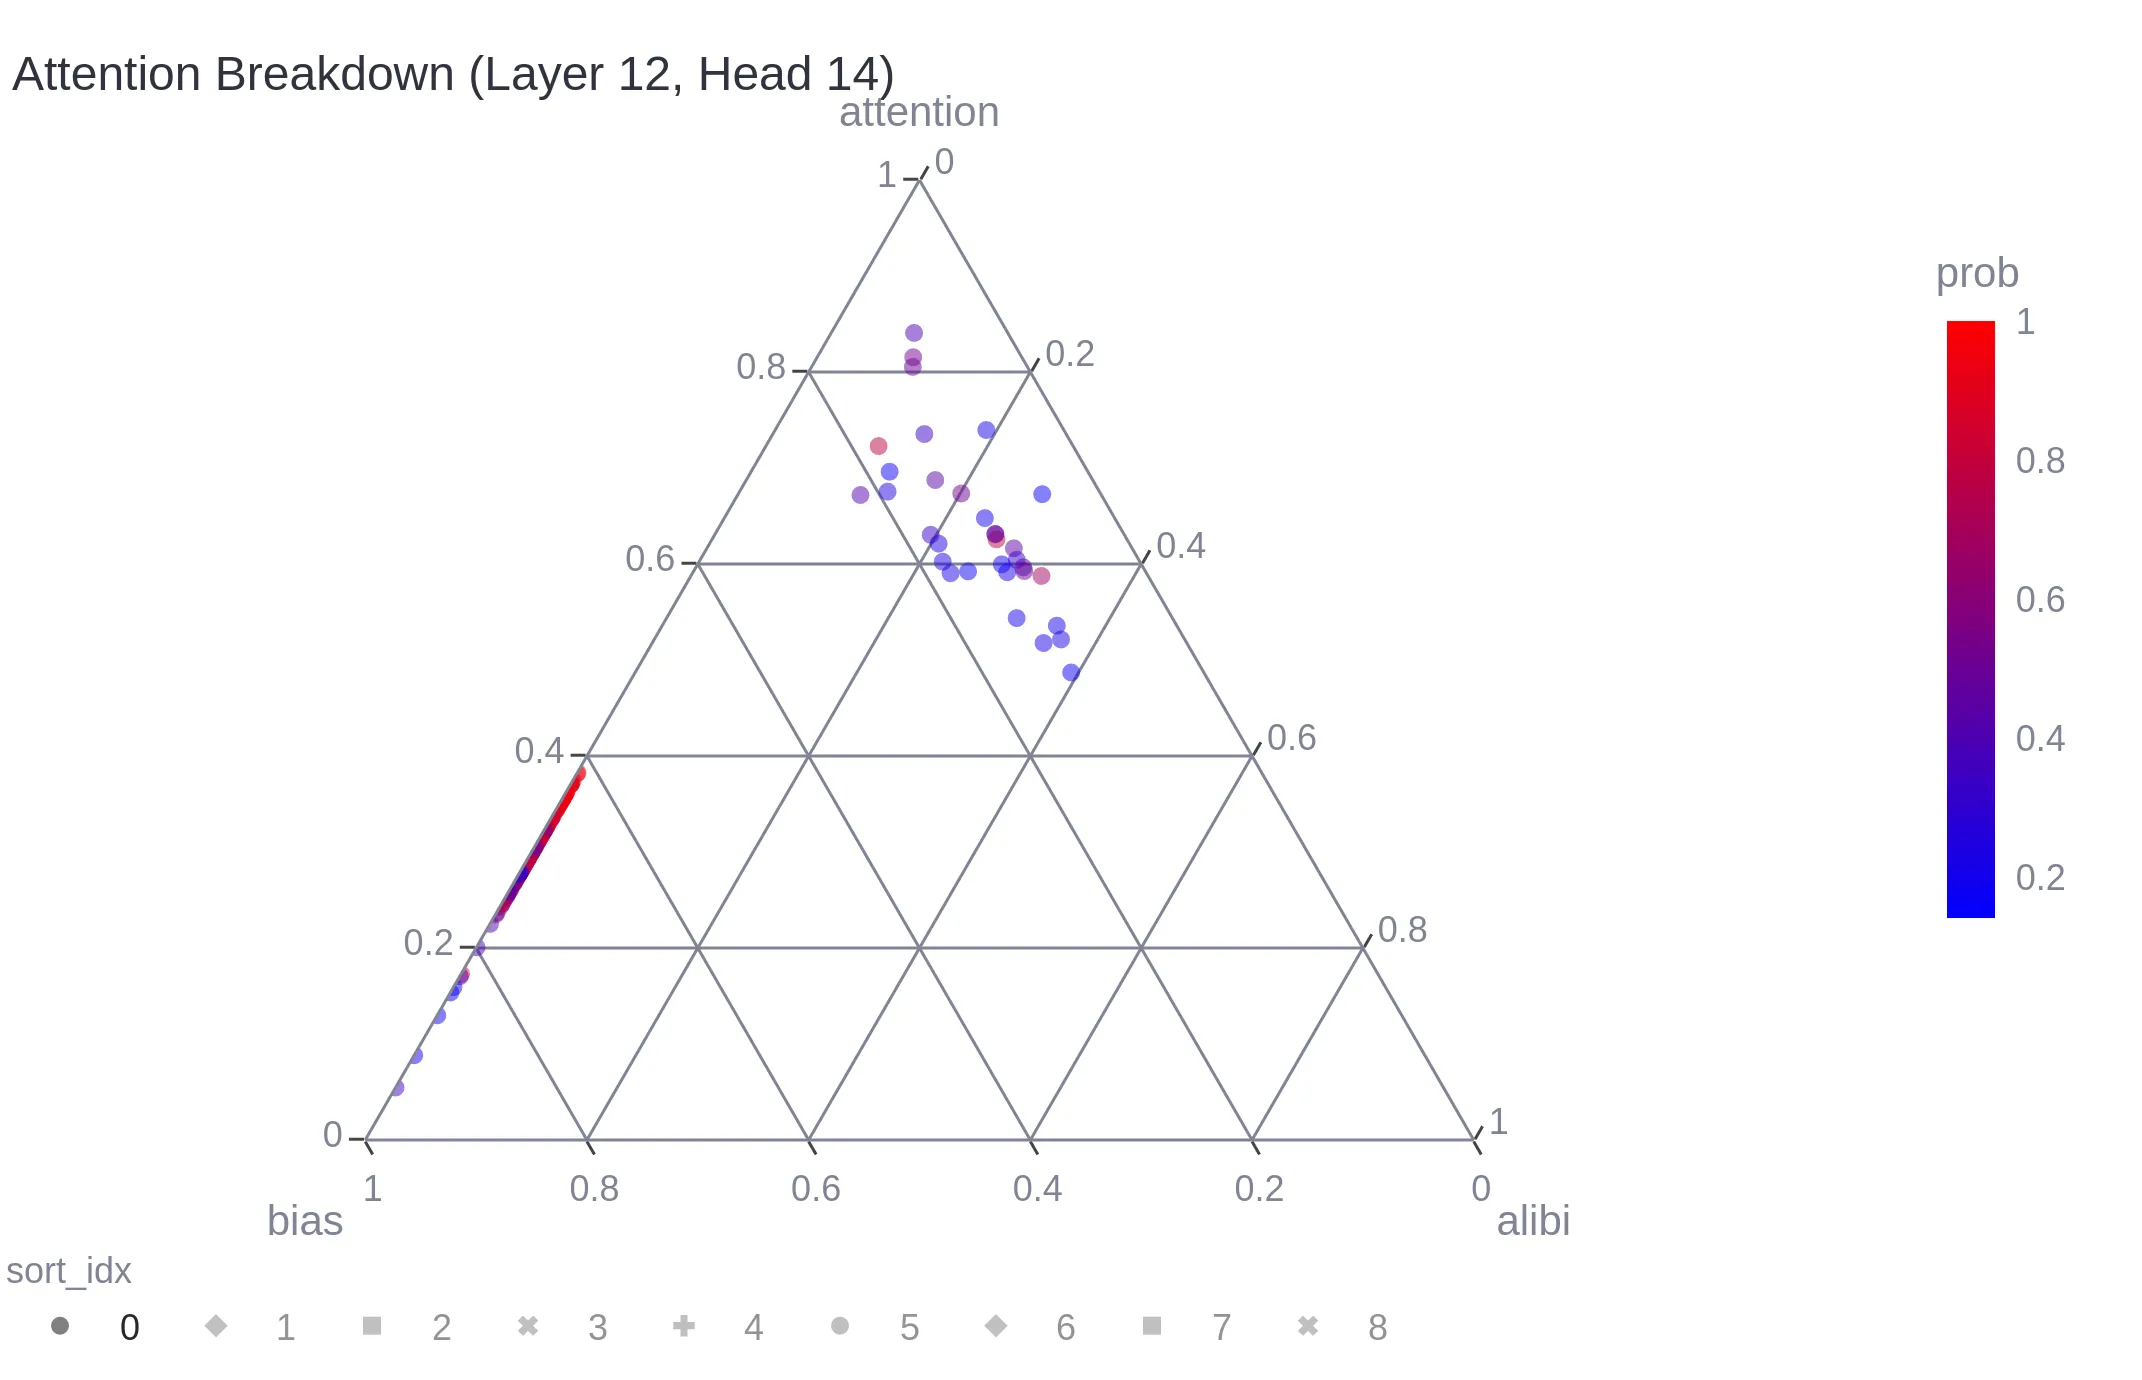 Attention Breakdown (Layer 12, Head 14)
attention
1 0
prob
1
0.8 0.2
0.8
0.6 0.4
0.6
0.4 0.6
0.4
0.2 0.8
0.2
0 1
1 0.8 0.6 0.4 0.2 0
bias alibi
sort_idx
0 1 2 3 4 5 6 7 8